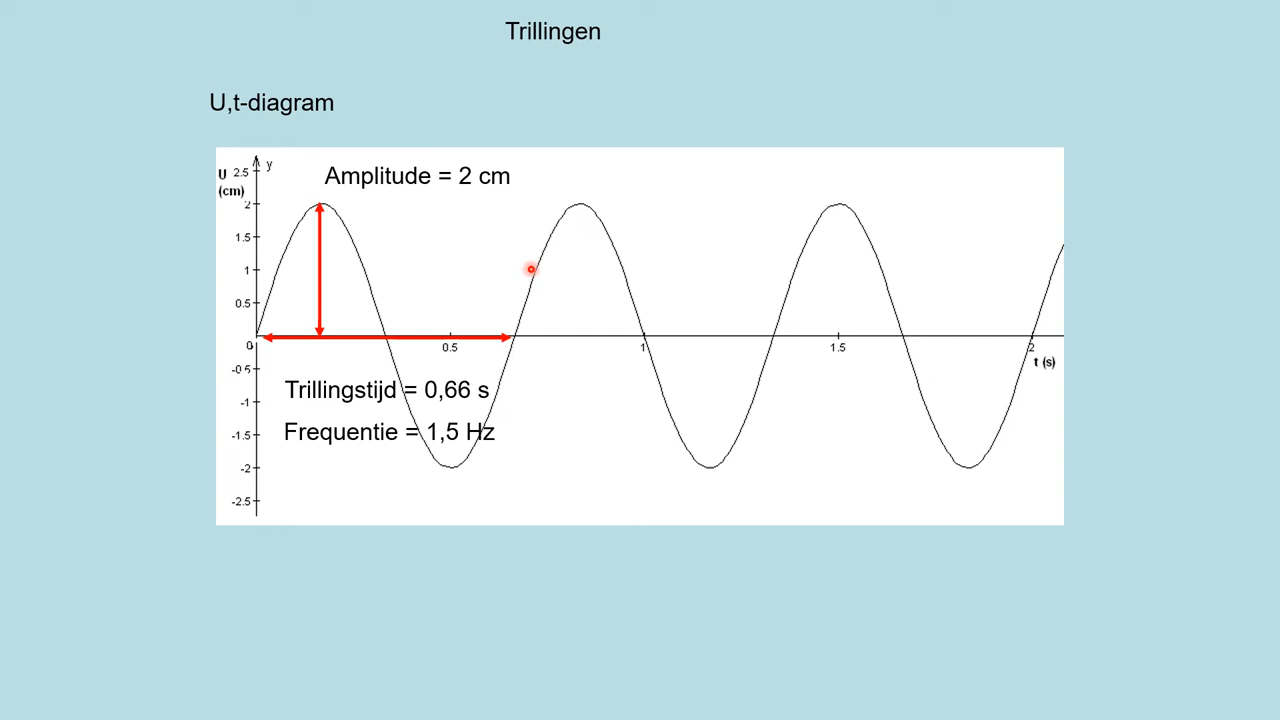 Trillingen
U,t-diagram
U
(cm)
y
Amplitude = 2 cm
2.5
2
1.5
1
0.5
0
-0 5
-1
-1.5
-2
-2.5
0.5
1
1.5
2
t (s)
Trillingstijd = 0,66 s
Frequentie = 1,5 Hz